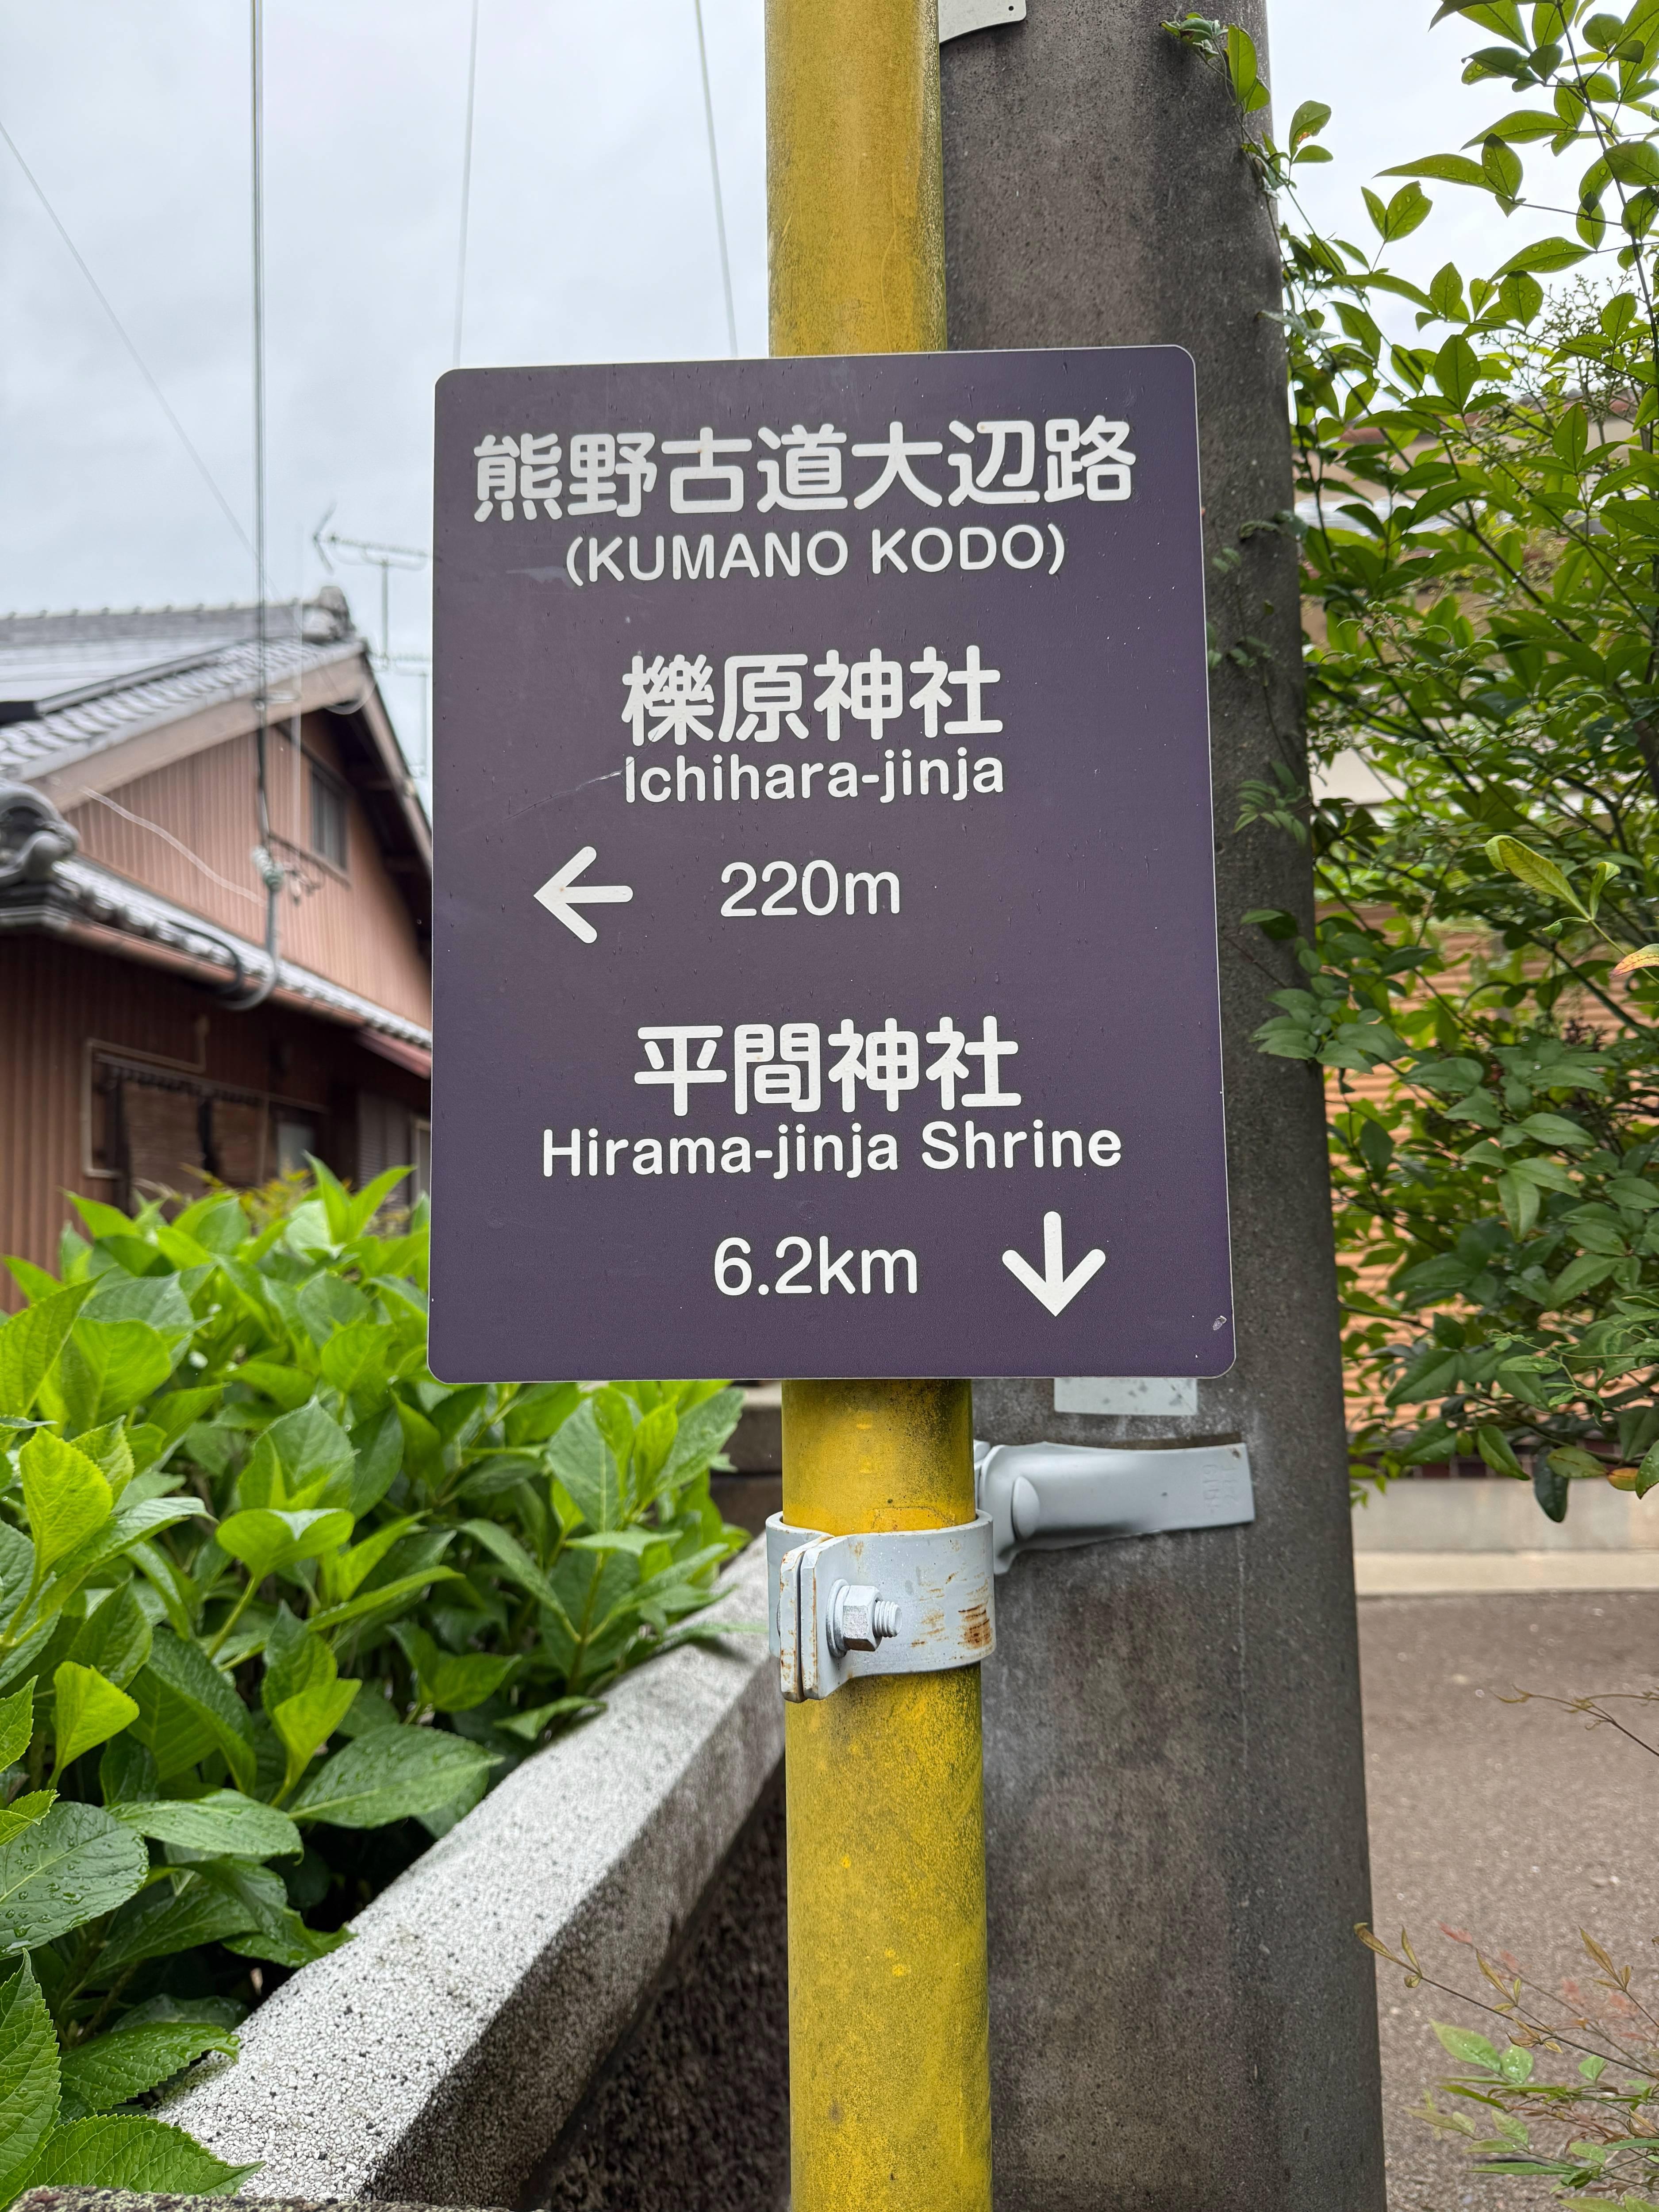 熊野古道大辺路
(KUMANO KODO)
櫟原神社
Ichihara-jinja
← 220m
平間神社
Hirama-jinja Shrine
6.2km ↓